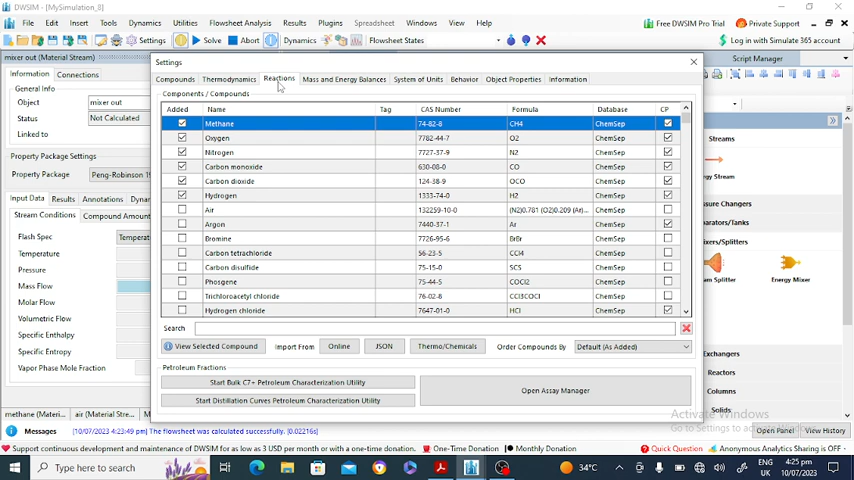 DWSIM - [MySimulation_8]
File Edit Insert Tools Dynamics Utilities Flowsheet Analysis Results Plugins Spreadsheet Windows View Help Free DWSIM Pro Trial Private Support
Settings Solve Abort Dynamics Flowsheet States Log in with Simulate 365 account
mixer out (Material Stream) Settings Script Manager
Information Connections Compounds Thermodynamics Reactions Mass and Energy Balances System of Units Behavior Object Properties Information
General Info Components / Compounds
Object mixer out Added Name Tag CAS Number Formula Database CP
Status Not Calculated Methane 74-82-8 CH4 ChemSep
Linked to Oxygen 7782-44-7 O2 ChemSep
Streams
Property Package Settings Nitrogen 7727-37-9 N2 ChemSep
Carbon monoxide 630-08-0 CO ChemSep
Property Package Peng-Robinson 19 Carbon dioxide 124-38-9 OCO ChemSep
Hydrogen 1333-74-0 H2 ChemSep
Input Data Results Annotations Dynar Air 132259-10-0 (N2)0.781 (O2)0.209 (Ar)... ChemSep
Stream Conditions Compound Amount Argon 7440-37-1 Ar ChemSep
Flash Spec Temperat Bromine 7726-95-6 BrBr ChemSep
Temperature Carbon tetrachloride 56-23-5 CCl4 ChemSep
Pressure Carbon disulfide 75-15-0 SCS ChemSep
Mass Flow Phosgene 75-44-5 COCl2 ChemSep
Energy Mixer
Molar Flow Trichloroacetyl chloride 76-02-8 CCl3COCl ChemSep
Volumetric Flow Hydrogen chloride 7647-01-0 HCl ChemSep
Specific Enthalpy Search
Specific Entropy View Selected Compound Import From Online JSON Thermo/Chemicals Order Compounds By Default (As Added)
Vapor Phase Mole Fraction Petroleum Fractions
Reactors
Start Bulk C7+ Petroleum Characterization Utility Open Assay Manager
Columns
Start Distillation Curves Petroleum Characterization Utility
Solids
methane (Materi... air (Material Stre... M Activate Windows
Messages [10/07/2023 4:23:49 pm] The flowsheet was calculated successfully. [0.02216s] Open Panel View History
Support continuous development and maintenance of DWSIM for as low as 3 USD per month or with a one-time donation. One-Time Donation Monthly Donation Quick Question Anonymous Analytics Sharing is OFF
Type here to search 34°C ENG UK 4:25 pm 10/07/2023